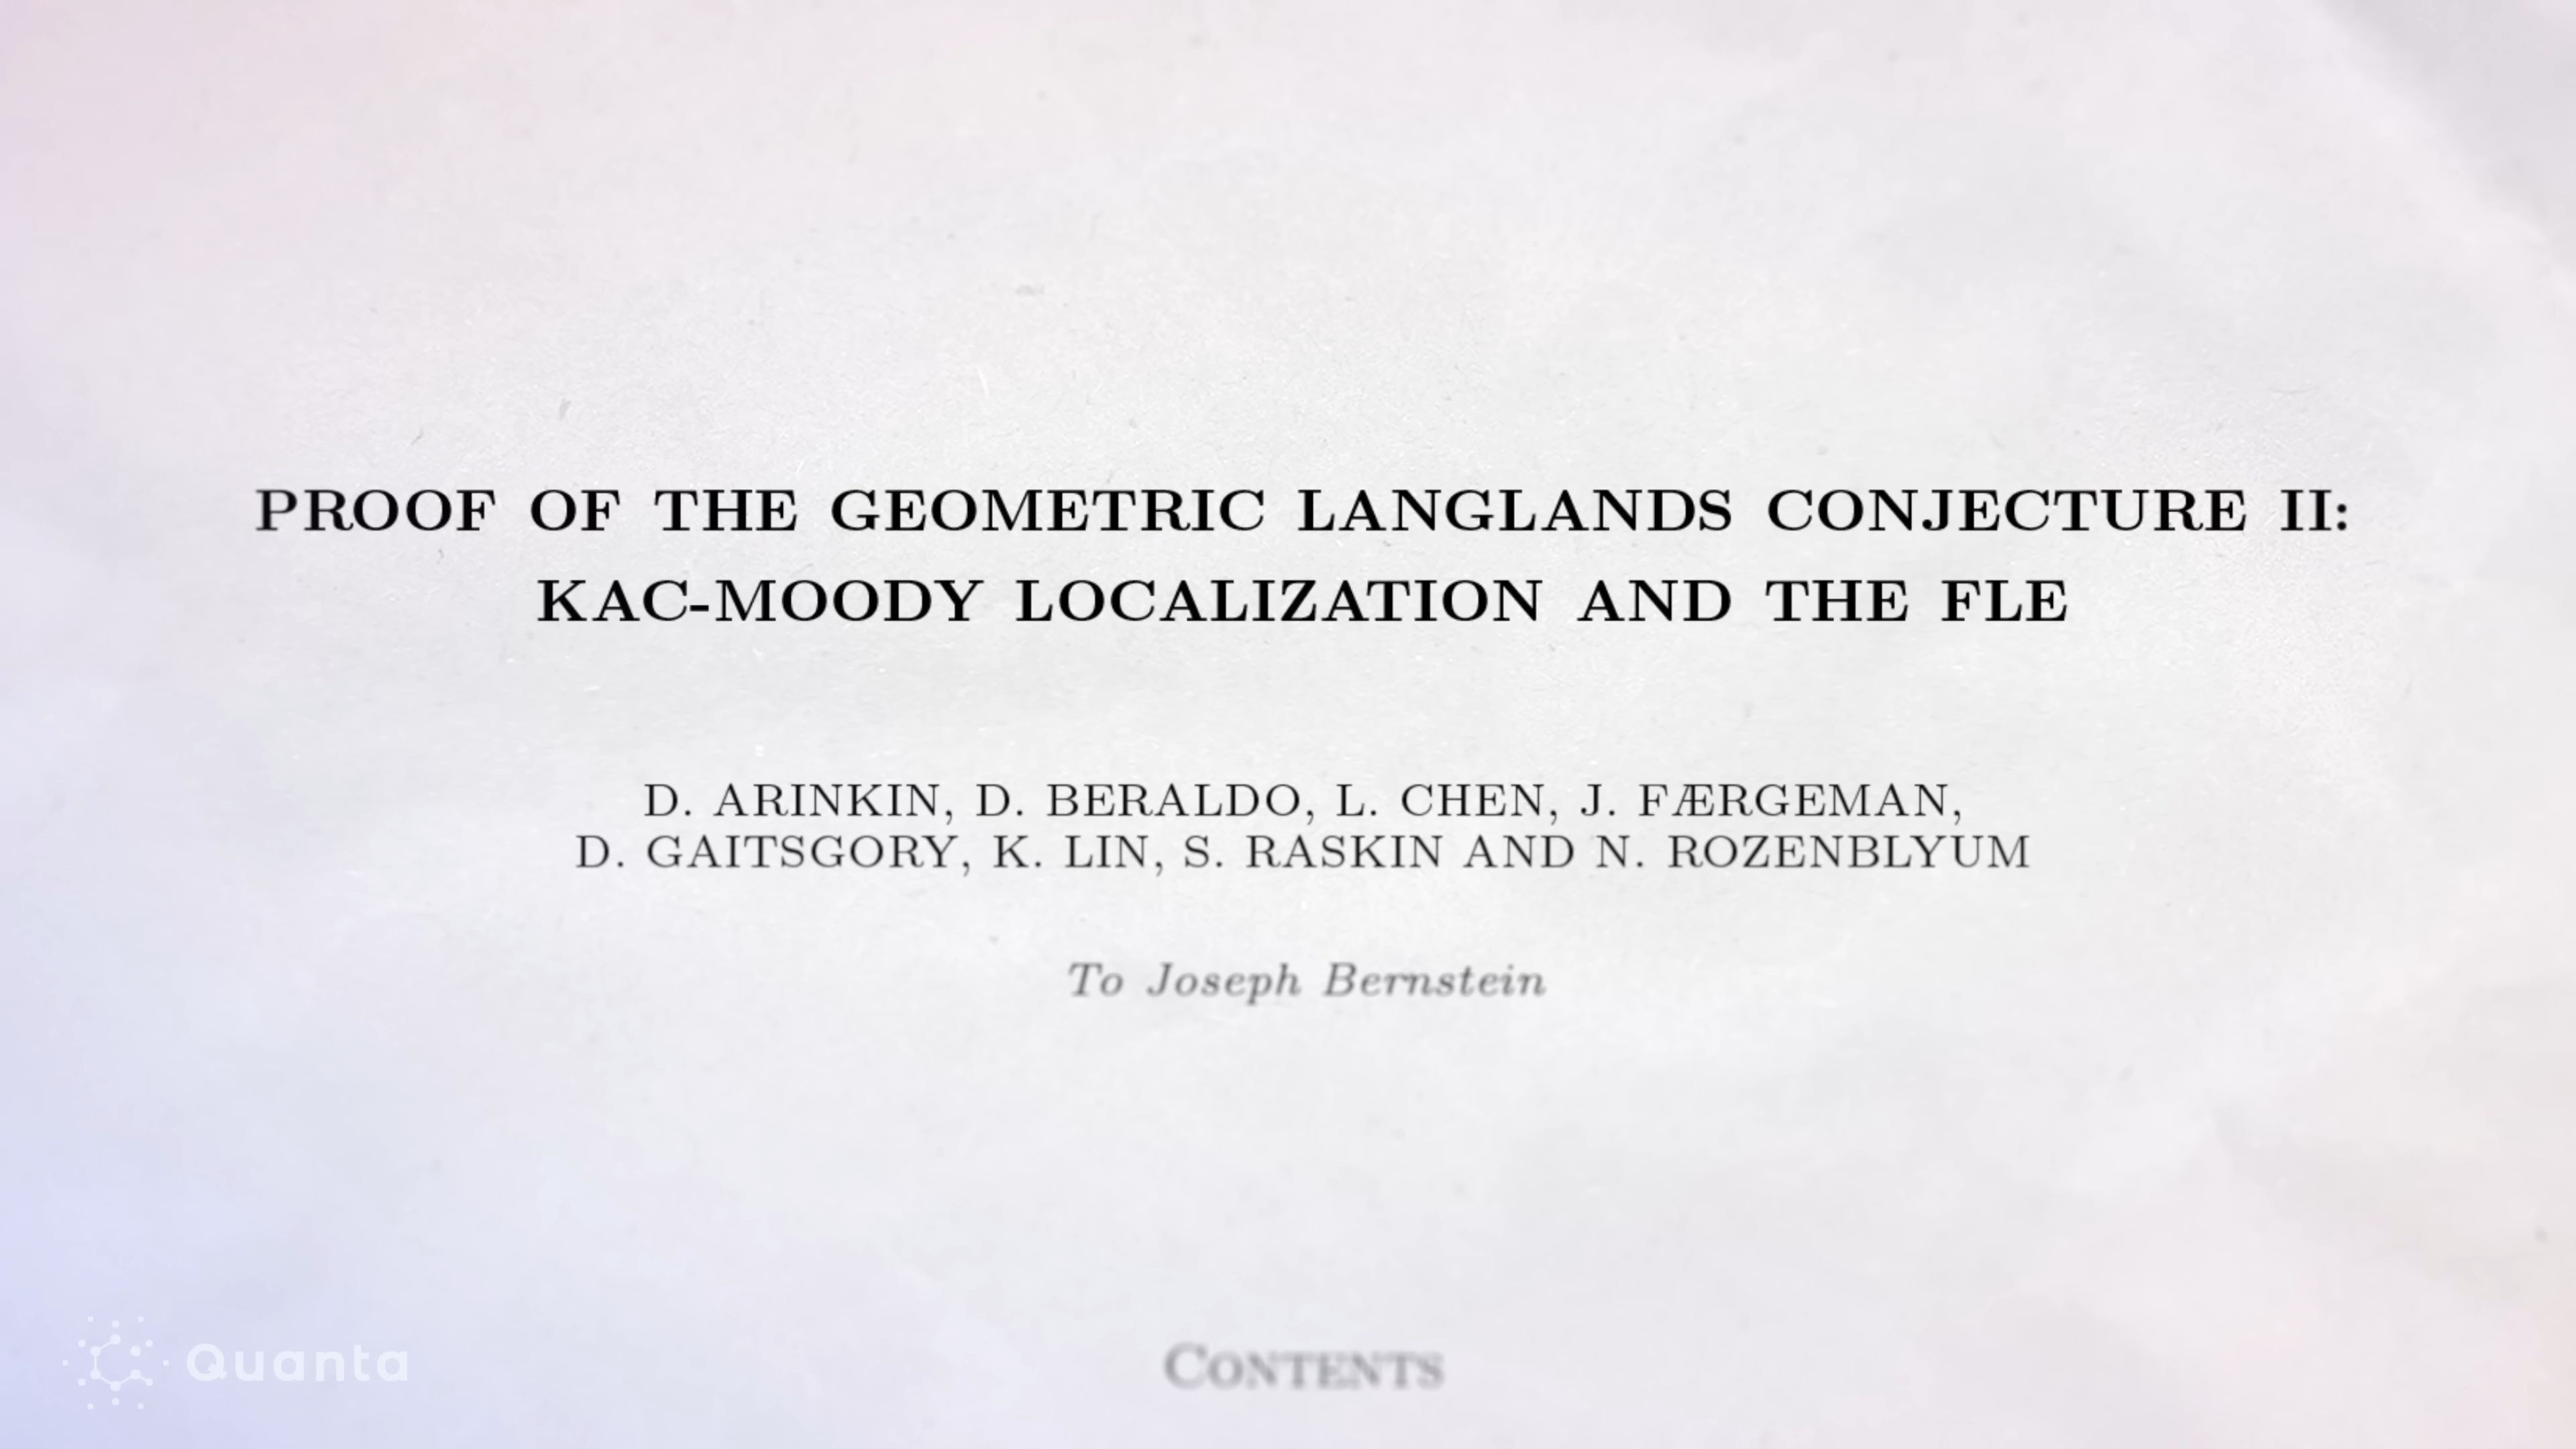 PROOF OF THE GEOMETRIC LANGLANDS CONJECTURE II:
KAC-MOODY LOCALIZATION AND THE FLE
D. ARINKIN, D. BERALDO, L. CHEN, J. FÆRGEMAN,
D. GAITSGORY, K. LIN, S. RASKIN AND N. ROZENBLYUM
To Joseph Bernstein
CONTENTS
Quanta